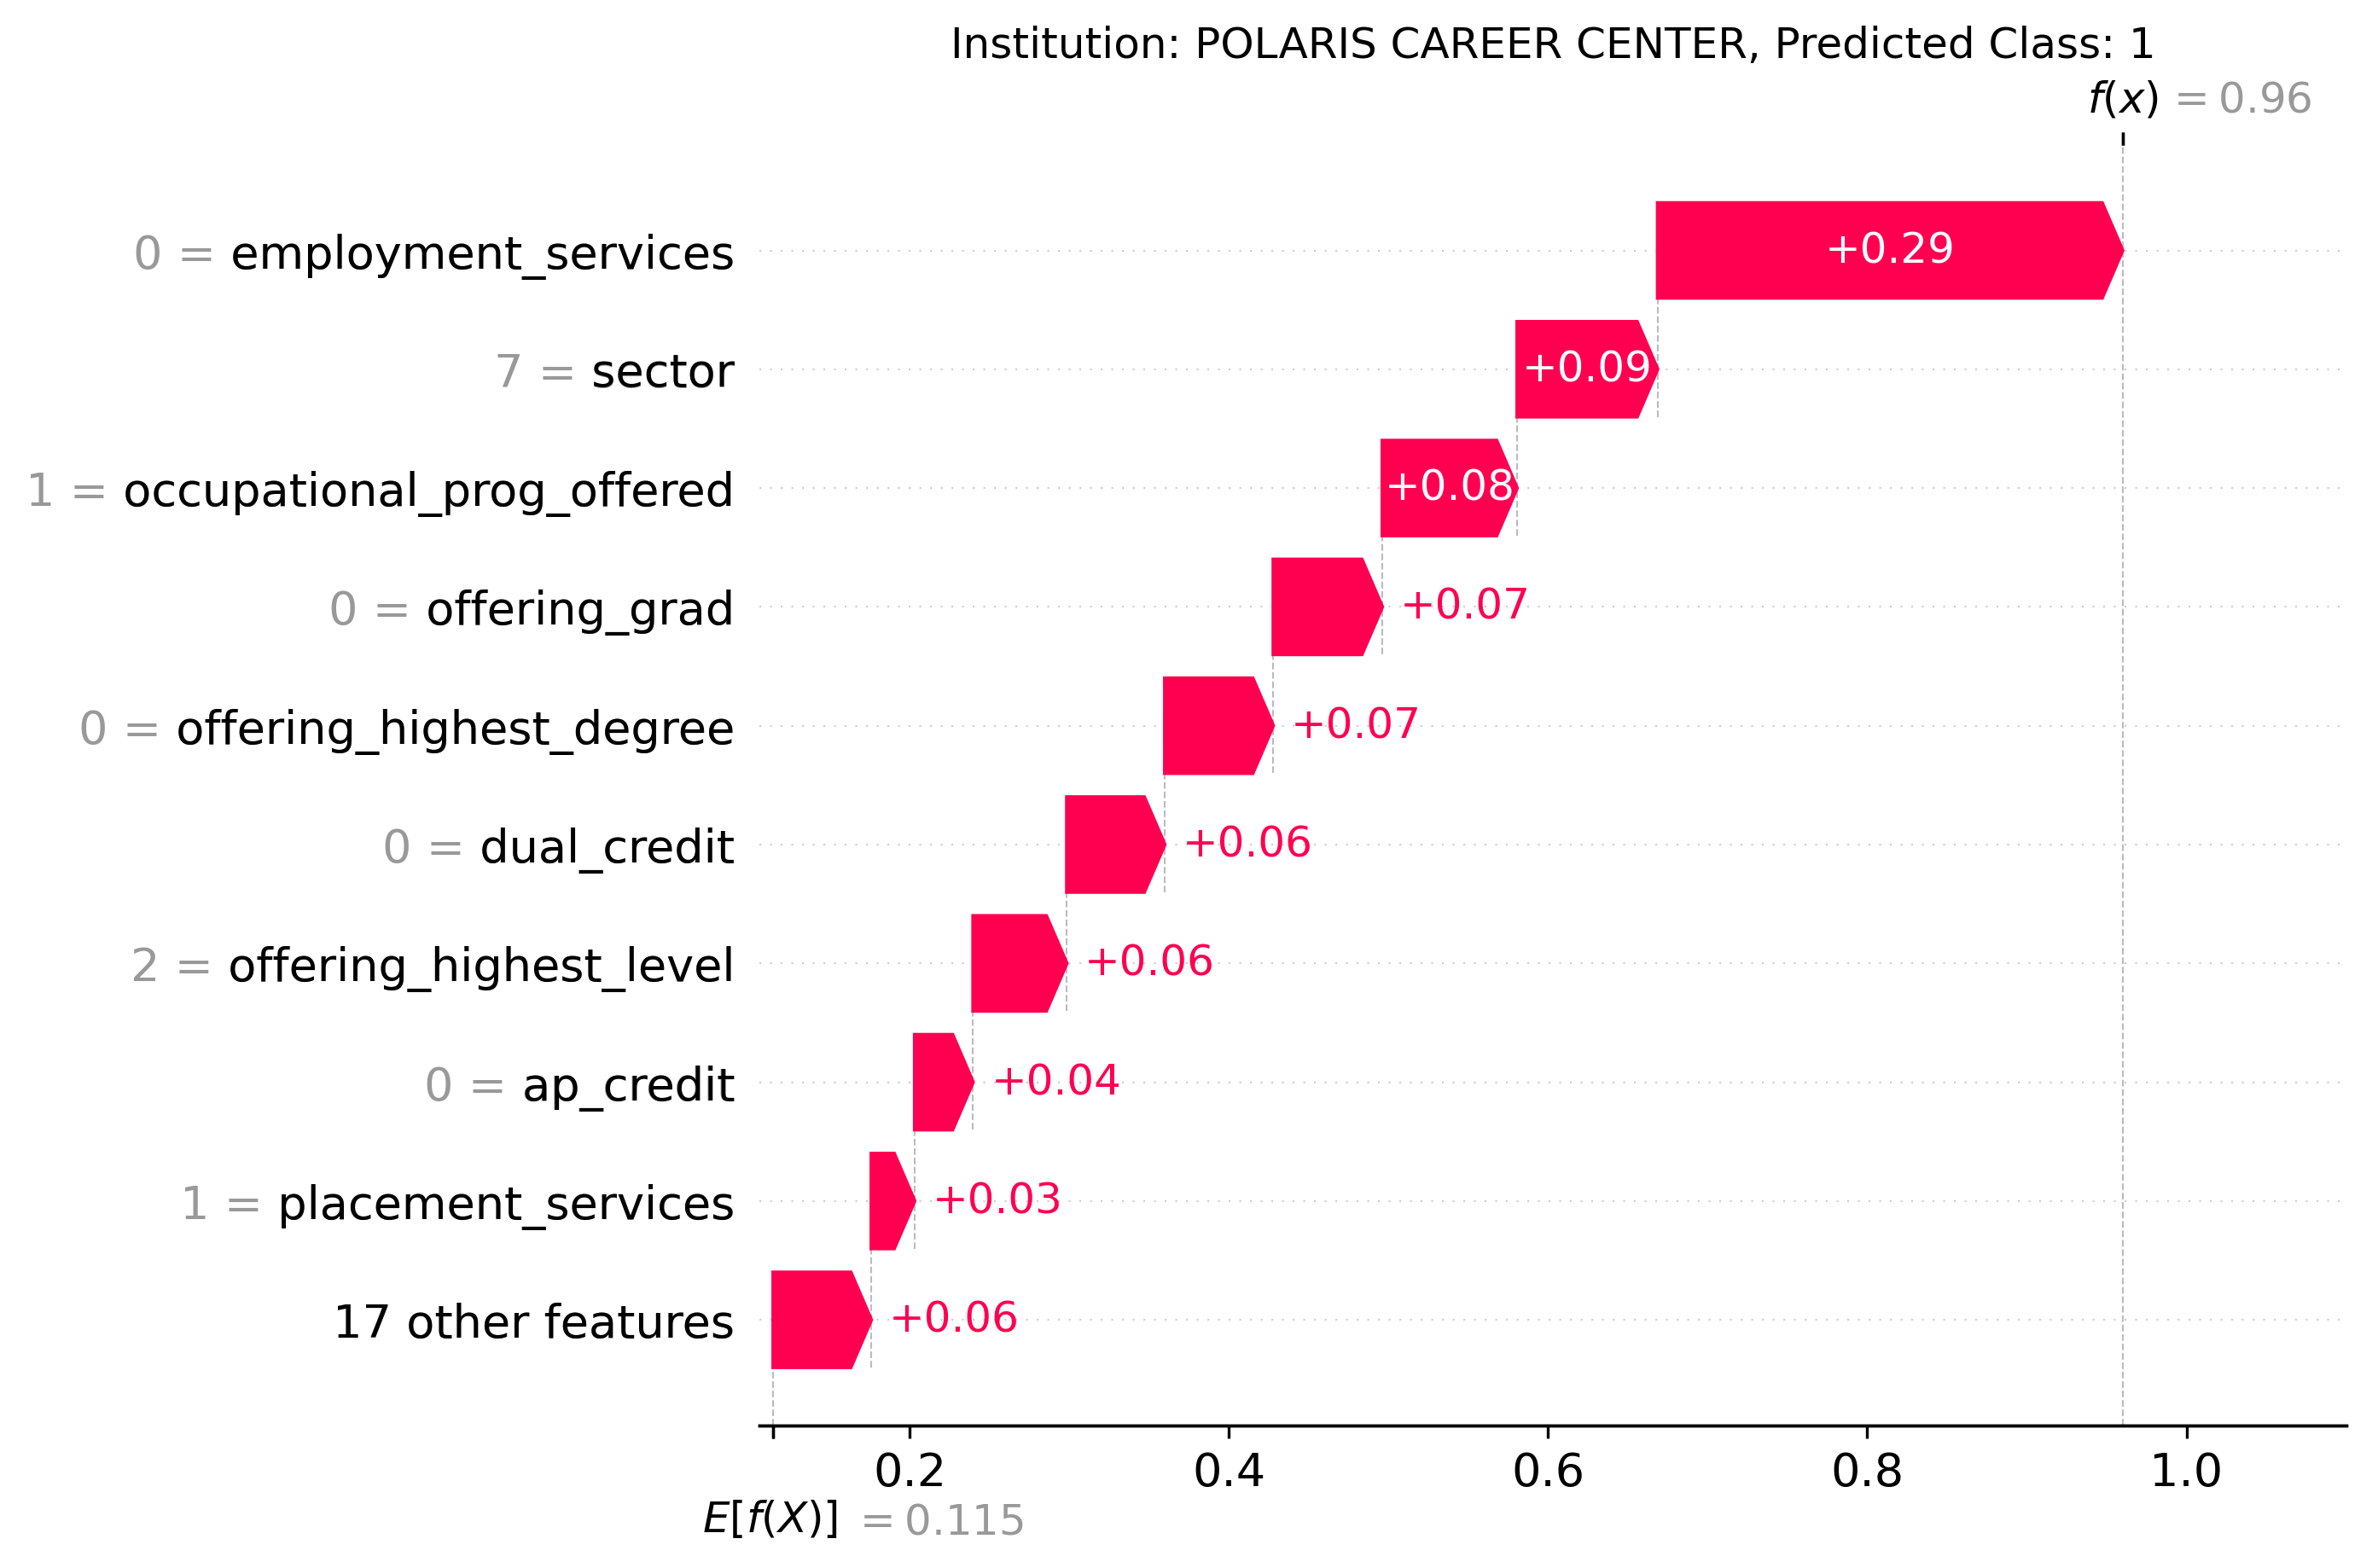 Institution: POLARIS CAREER CENTER, Predicted Class: 1
f(x) = 0.96
0 = employment_services +0.29
7 = sector +0.09
1 = occupational_prog_offered +0.08
0 = offering_grad +0.07
0 = offering_highest_degree +0.07
0 = dual_credit +0.06
2 = offering_highest_level +0.06
0 = ap_credit +0.04
1 = placement_services +0.03
17 other features +0.06
0.2 0.4 0.6 0.8 1.0
E[f(X)] = 0.115